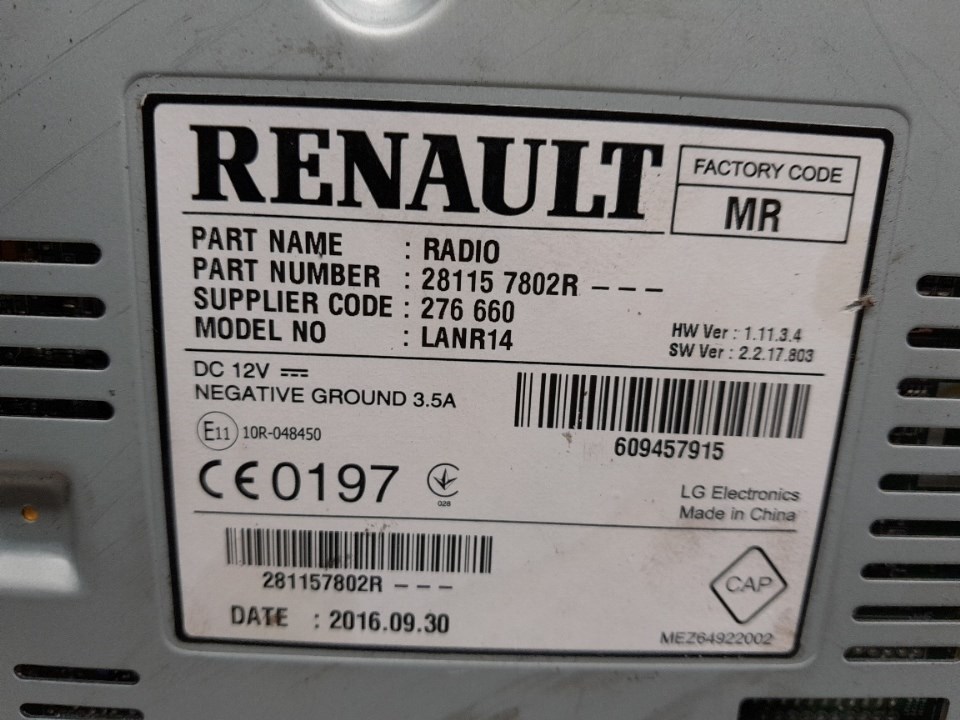 RENAULT
FACTORY CODE
MR
PART NAME : RADIO
PART NUMBER : 28115 7802R – – –
SUPPLIER CODE : 276 660
MODEL NO : LANR14
HW Ver : 1.11.3.4
SW Ver : 2.2.17.803
DC 12V
NEGATIVE GROUND 3.5A
E11 10R-048450
609457915
CE0197
028
LG Electronics
Made in China
281157802R – – –
CAP
DATE : 2016.09.30
MEZ64922002